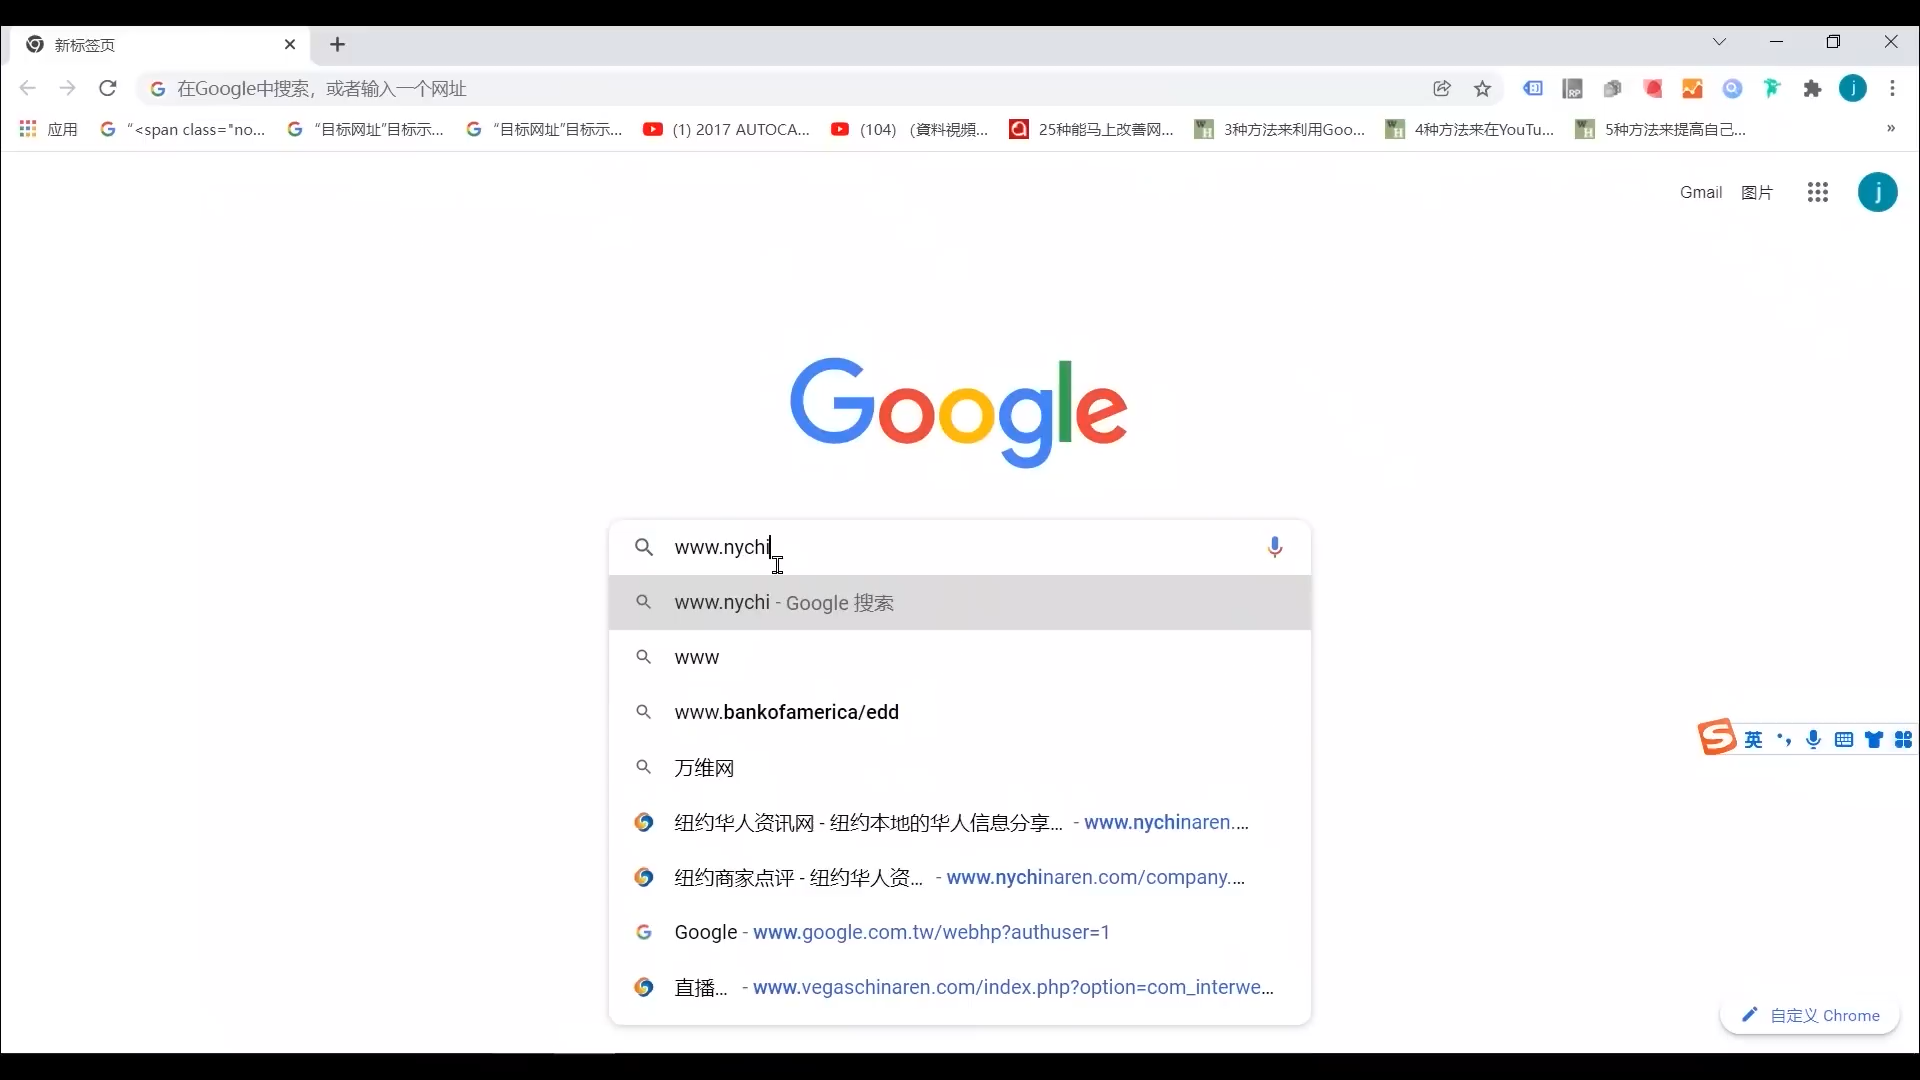 新标签页
在Google中搜索，或者输入一个网址
应用
“<span class="no...
“目标网址”目标示...
“目标网址”目标示...
(1) 2017 AUTOCA...
(104) (資料視頻...
25种能马上改善网...
3种方法来利用Goo...
4种方法来在YouTu...
5种方法来提高自己...
»
Gmail
图片
j
j
Google
www.nychi
www.nychi - Google 搜索
www
www.bankofamerica/edd
万维网
纽约华人资讯网 - 纽约本地的华人信息分享... - www.nychinaren....
纽约商家点评 - 纽约华人资... - www.nychinaren.com/company....
Google - www.google.com.tw/webhp?authuser=1
直播... - www.vegaschinaren.com/index.php?option=com_interwe...
英
自定义 Chrome